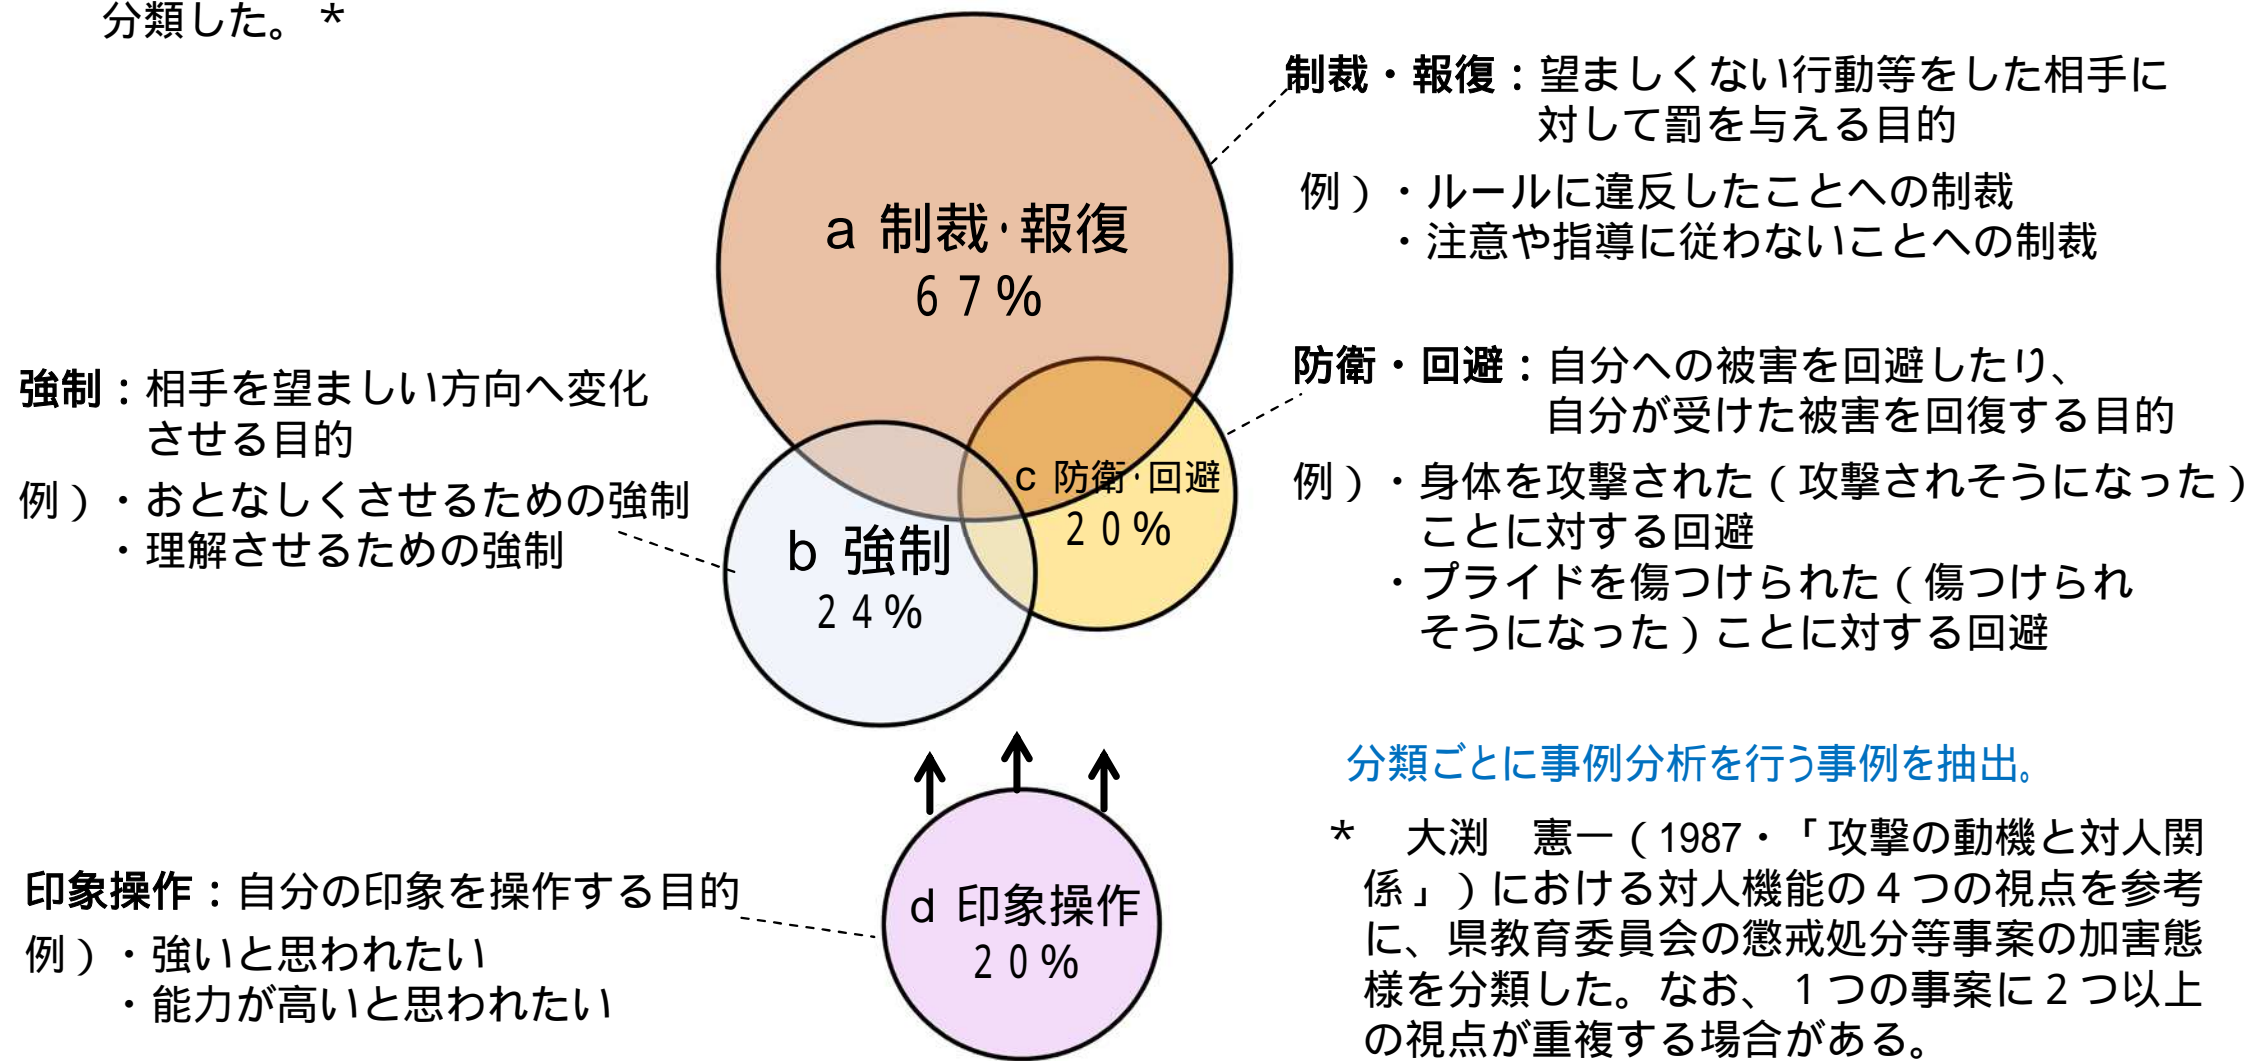 分類した。*
制裁・報復：望ましくない行動等をした相手に
対して罰を与える目的
例）・ルールに違反したことへの制裁
・注意や指導に従わないことへの制裁
a 制裁･報復
６７％
防衛・回避：自分への被害を回避したり、
自分が受けた被害を回復する目的
例）・身体を攻撃された（攻撃されそうになった）
ことに対する回避
・プライドを傷つけられた（傷つけられ
そうになった）ことに対する回避
強制：相手を望ましい方向へ変化
させる目的
例）・おとなしくさせるための強制
・理解させるための強制
c 防衛･回避
２０％
b 強制
２４％
分類ごとに事例分析を行う事例を抽出。
*　大渕　憲一（1987・「攻撃の動機と対人関
係」）における対人機能の４つの視点を参考
に、県教育委員会の懲戒処分等事案の加害態
様を分類した。なお、１つの事案に２つ以上
の視点が重複する場合がある。
印象操作：自分の印象を操作する目的
例）・強いと思われたい
・能力が高いと思われたい
d 印象操作
２０％